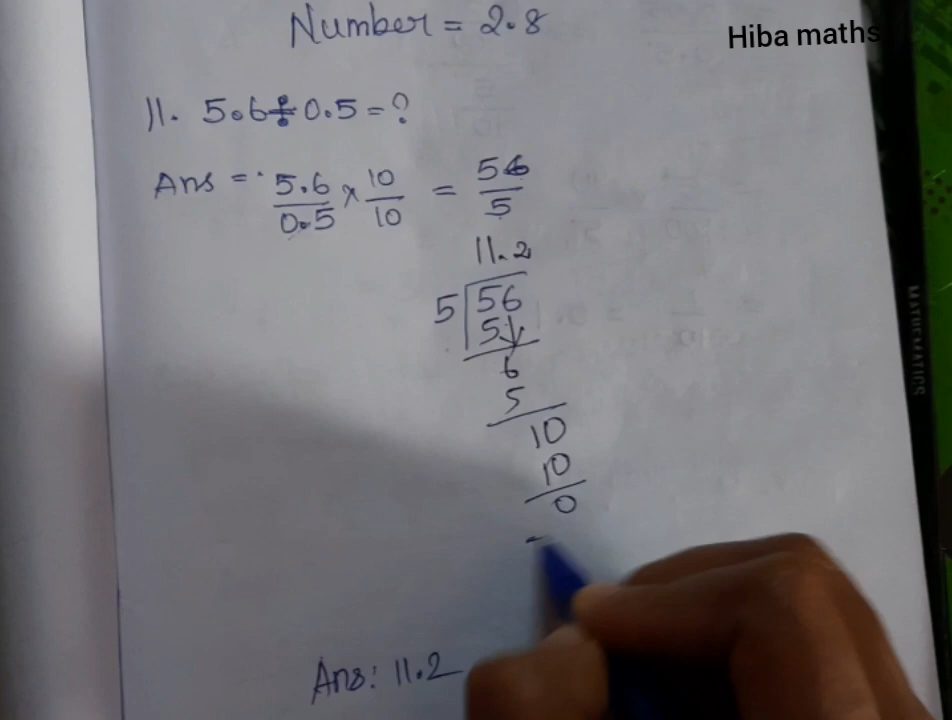 Number = 2.8
Hiba maths
11. 5.6 ÷ 0.5 = ?
Ans = 5.6/0.5 × 10/10 = 56/5
11.2
5 56
5
6
5
10
10
0
Ans: 11.2
MATHEMATICS